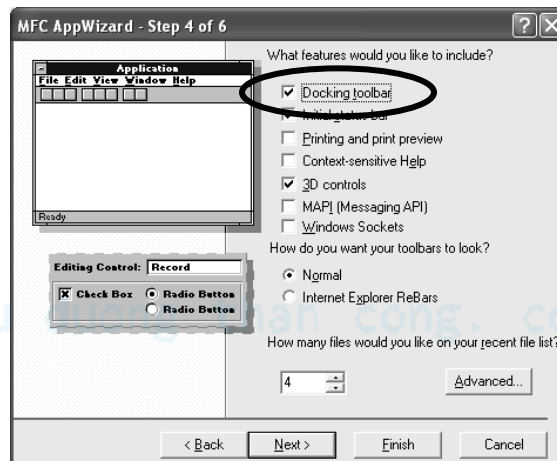 MFC AppWizard - Step 4 of 6
Application
File Edit View Window Help
Ready
Editing Control: Record
Check Box
Radio Button
Radio Button
What features would you like to include?
Docking toolbar
Initial status bar
Printing and print preview
Context-sensitive Help
3D controls
MAPI (Messaging API)
Windows Sockets
How do you want your toolbars to look?
Normal
Internet Explorer ReBars
How many files would you like on your recent file list?
4
Advanced...
< Back
Next >
Finish
Cancel